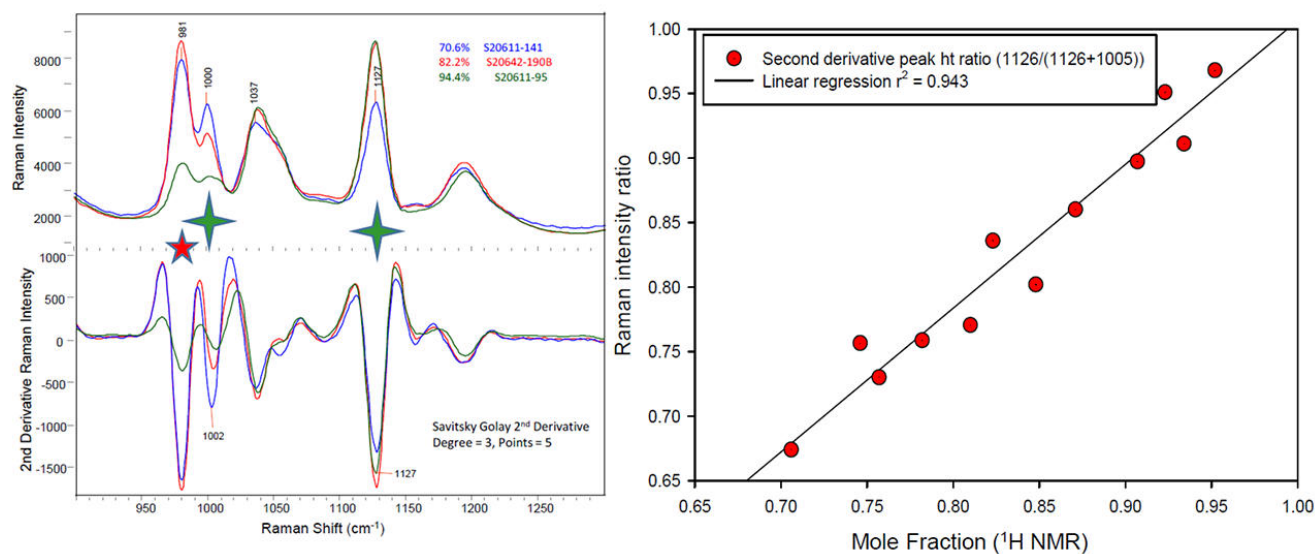 981
1000
1037
1127
70.6% S20611-141
82.2% S20642-190B
94.4% S20611-95
8000
6000
4000
2000
Raman Intensity
1000
500
0
-500
-1000
-1500
2nd Derivative Raman Intensity
1002
1127
Savitsky Golay 2nd Derivative
Degree = 3, Points = 5
950 1000 1050 1100 1150 1200 1250
Raman Shift (cm-1)
Second derivative peak ht ratio (1126/(1126+1005))
Linear regression r2 = 0.943
1.00
0.95
0.90
0.85
0.80
0.75
0.70
0.65
Raman intensity ratio
0.65 0.70 0.75 0.80 0.85 0.90 0.95 1.00
Mole Fraction (1H NMR)